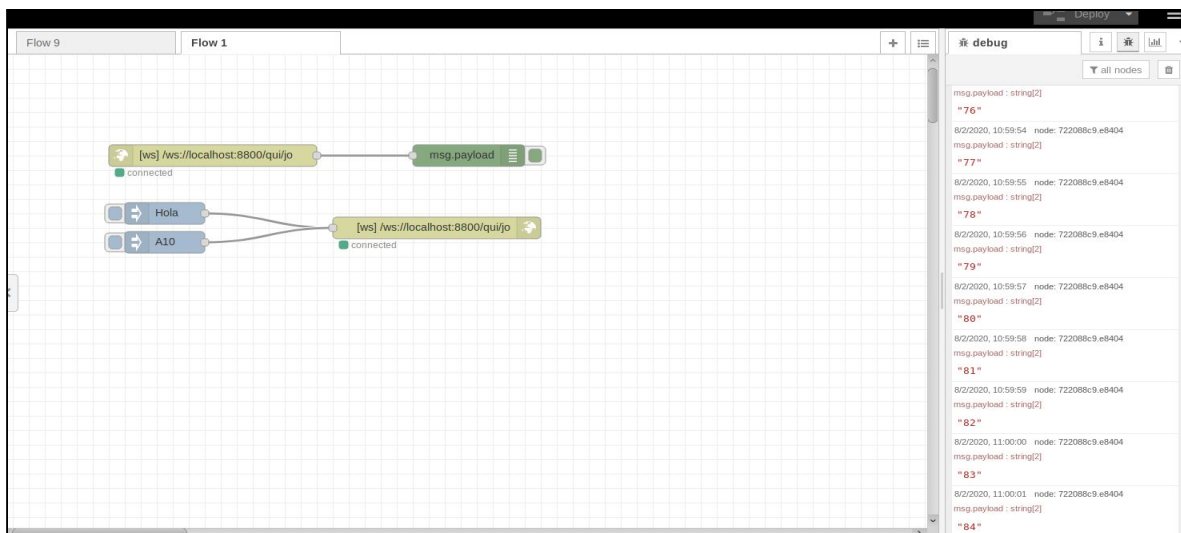 Deploy
Flow 9
Flow 1
debug
all nodes
[ws] /ws://localhost:8800/qui/jo
msg.payload
connected
Hola
A10
[ws] /ws://localhost:8800/qui/jo
connected
msg.payload : string[2]
"76"
8/2/2020, 10:59:54 node: 722088c9.e8404
msg.payload : string[2]
"77"
8/2/2020, 10:59:55 node: 722088c9.e8404
msg.payload : string[2]
"78"
8/2/2020, 10:59:56 node: 722088c9.e8404
msg.payload : string[2]
"79"
8/2/2020, 10:59:57 node: 722088c9.e8404
msg.payload : string[2]
"80"
8/2/2020, 10:59:58 node: 722088c9.e8404
msg.payload : string[2]
"81"
8/2/2020, 10:59:59 node: 722088c9.e8404
msg.payload : string[2]
"82"
8/2/2020, 11:00:00 node: 722088c9.e8404
msg.payload : string[2]
"83"
8/2/2020, 11:00:01 node: 722088c9.e8404
msg.payload : string[2]
"84"